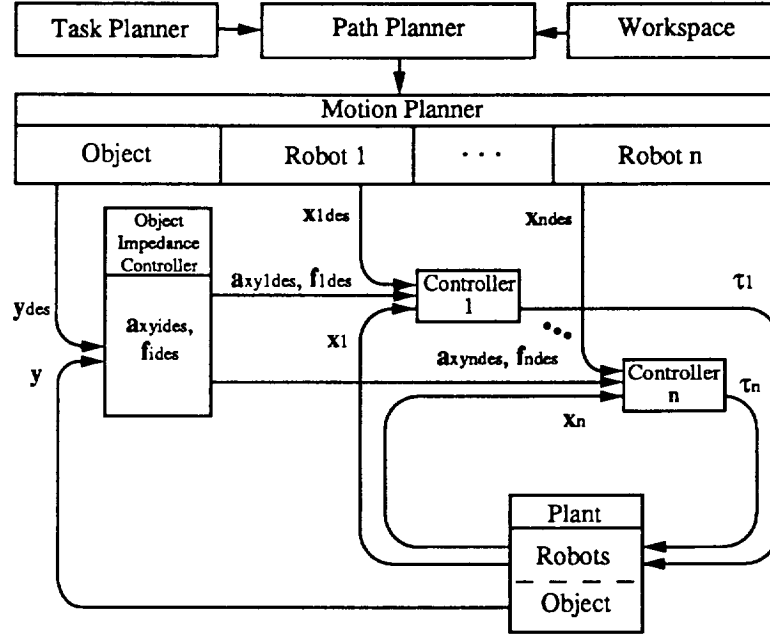 Task Planner
Path Planner
Workspace
Motion Planner
Object
Robot 1
· · ·
Robot n
x1des
xndes
Object
Impedance
Controller
axy1des, f1des
Controller
1
τ1
ydes
axyides,
fides
x1
y
axyndes, fndes
Controller
n
τn
xn
Plant
Robots
Object